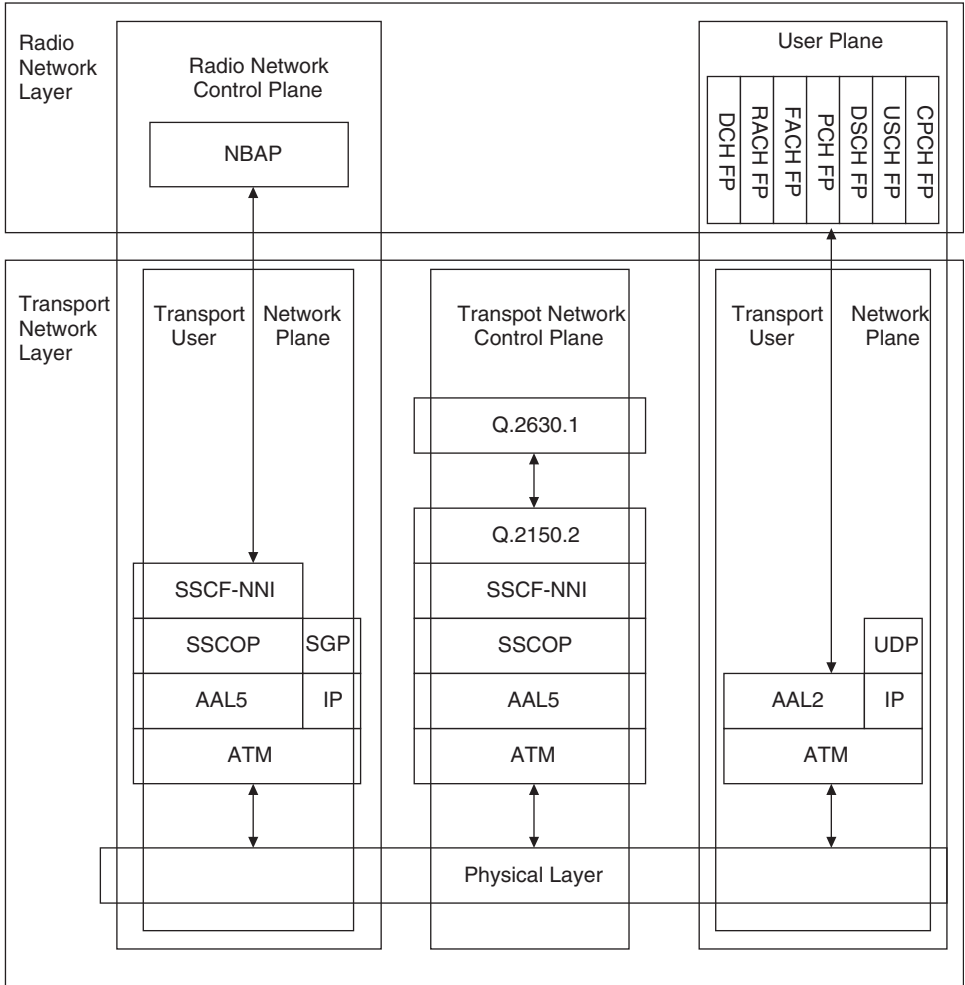 Radio
Network
Layer
Radio Network
Control Plane
NBAP
User Plane
DCH FP
RACH FP
FACH FP
PCH FP
DSCH FP
USCH FP
CPCH FP
Transport
Network
Layer
Transport Network
User Plane
Transpot Network
Control Plane
Transport Network
User Plane
Q.2630.1
Q.2150.2
SSCF-NNI
SSCOP
SGP
AAL5
IP
ATM
SSCF-NNI
SSCOP
AAL5
ATM
UDP
AAL2
IP
ATM
Physical Layer